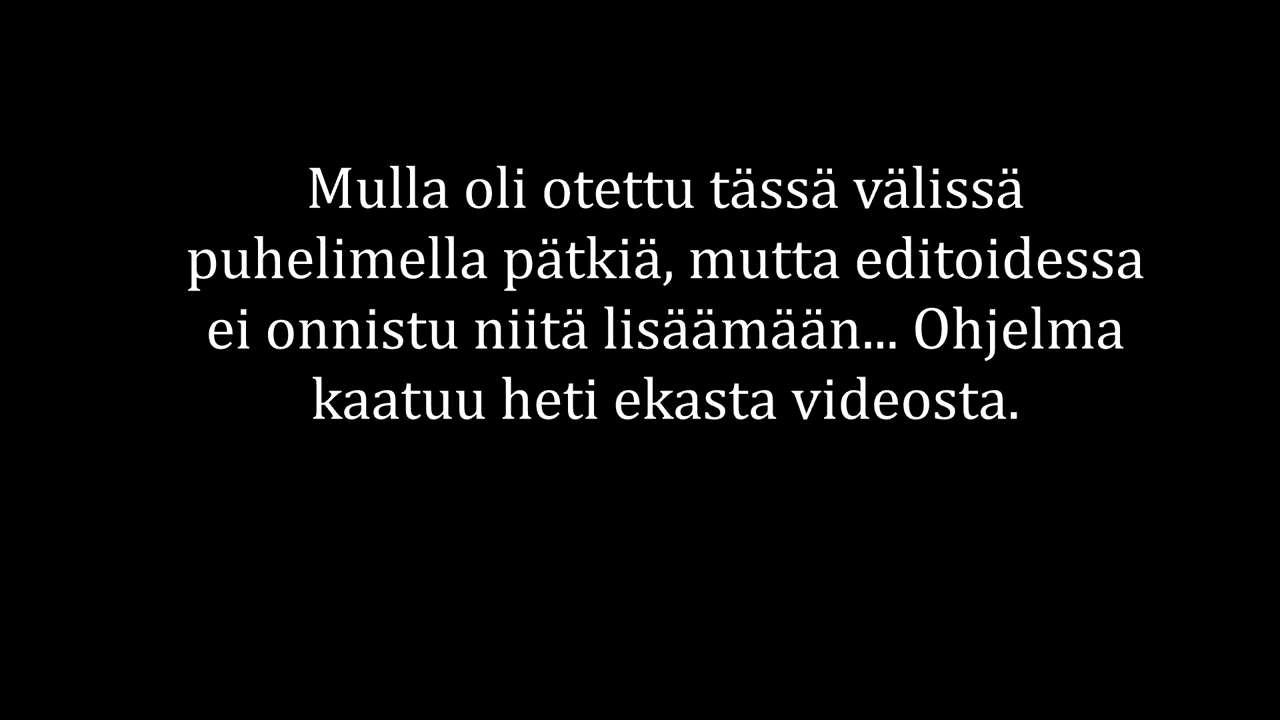 Mulla oli otettu tässä välissä
puhelimella pätkiä, mutta editoidessa
ei onnistu niitä lisäämään... Ohjelma
kaatuu heti ekasta videosta.